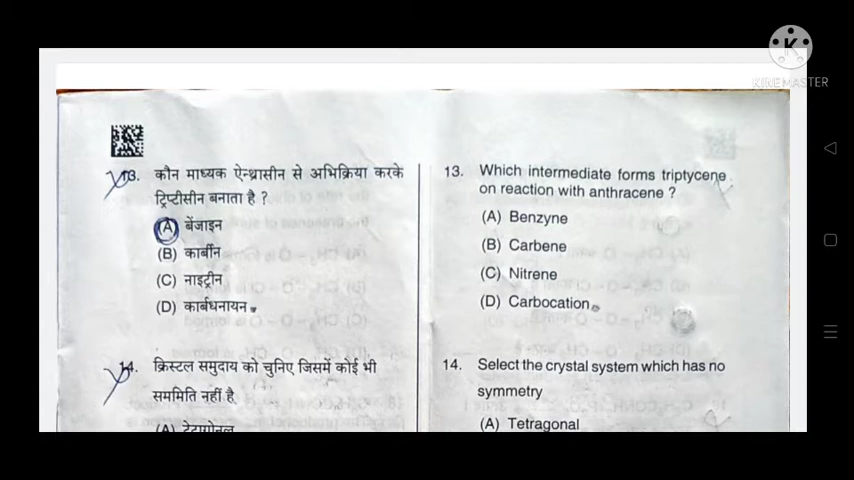 KINEMASTER
13. कौन माध्यक ऐन्थ्रासीन से अभिक्रिया करके
ट्रिप्टीसीन बनाता है ?
(A) बेंजाइन
(B) कार्बीन
(C) नाइट्रीन
(D) कार्बधनायन
14. क्रिस्टल समुदाय को चुनिए जिसमें कोई भी
सममिति नहीं है
(A) टेट्रागोनल
13. Which intermediate forms triptycene
on reaction with anthracene ?
(A) Benzyne
(B) Carbene
(C) Nitrene
(D) Carbocation
14. Select the crystal system which has no
symmetry
(A) Tetragonal